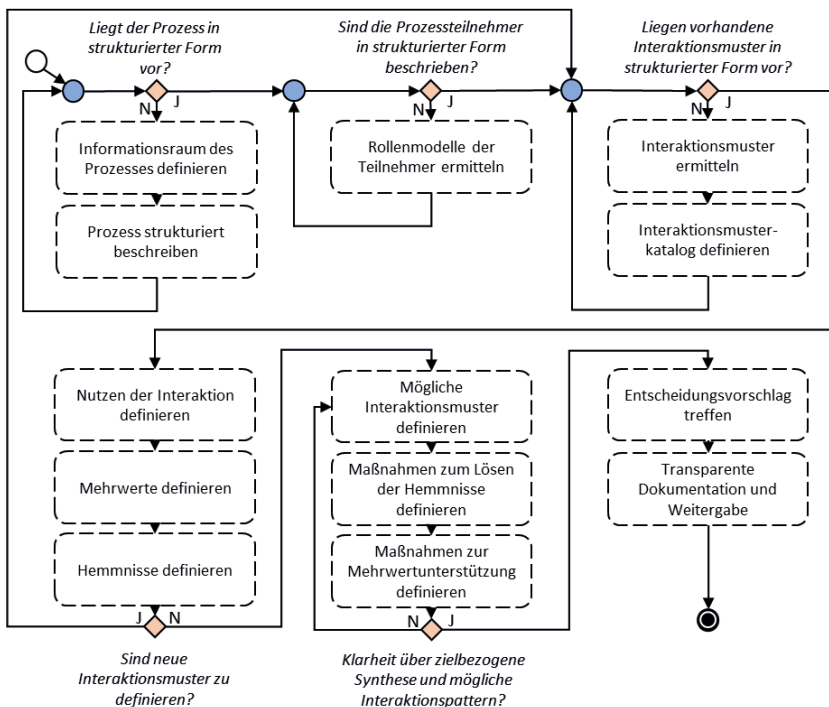 Liegt der Prozess in
strukturierter Form
vor?
Sind die Prozessteilnehmer
in strukturierter Form
beschrieben?
Liegen vorhandene
Interaktionsmuster in
strukturierter Form vor?
N
J
N
J
N
J
Informationsraum des
Prozesses definieren
Prozess strukturiert
beschreiben
Rollenmodelle der
Teilnehmer ermitteln
Interaktionsmuster
ermitteln
Interaktionsmuster-
katalog definieren
Nutzen der Interaktion
definieren
Mehrwerte definieren
Hemmnisse definieren
J
N
Sind neue
Interaktionsmuster zu
definieren?
Mögliche
Interaktionsmuster
definieren
Maßnahmen zum Lösen
der Hemmnisse
definieren
Maßnahmen zur
Mehrwertunterstützung
definieren
N
J
Klarheit über zielbezogene
Synthese und mögliche
Interaktionspattern?
Entscheidungsvorschlag
treffen
Transparente
Dokumentation und
Weitergabe